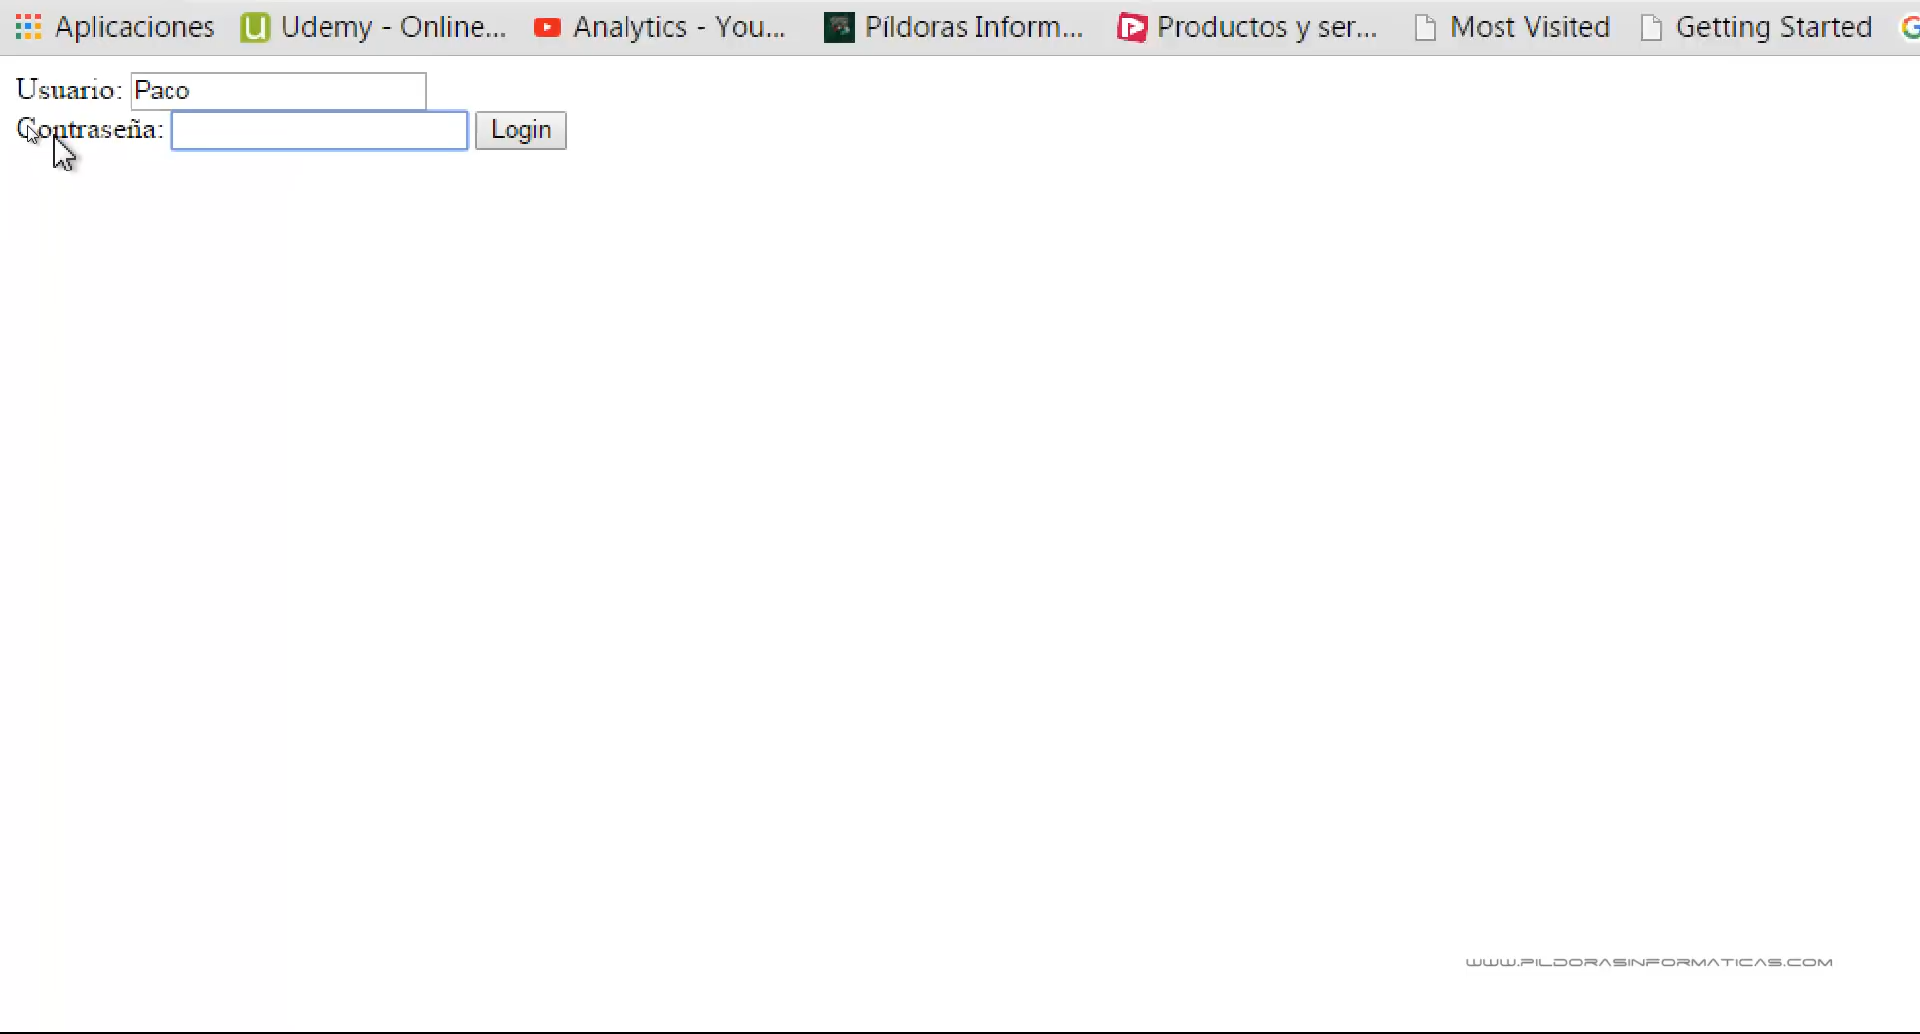 Aplicaciones Udemy - Online... Analytics - You... Píldoras Inform... Productos y ser... Most Visited Getting Started
Usuario: Paco
Contraseña: Login
WWW.PILDORASINFORMATICAS.COM